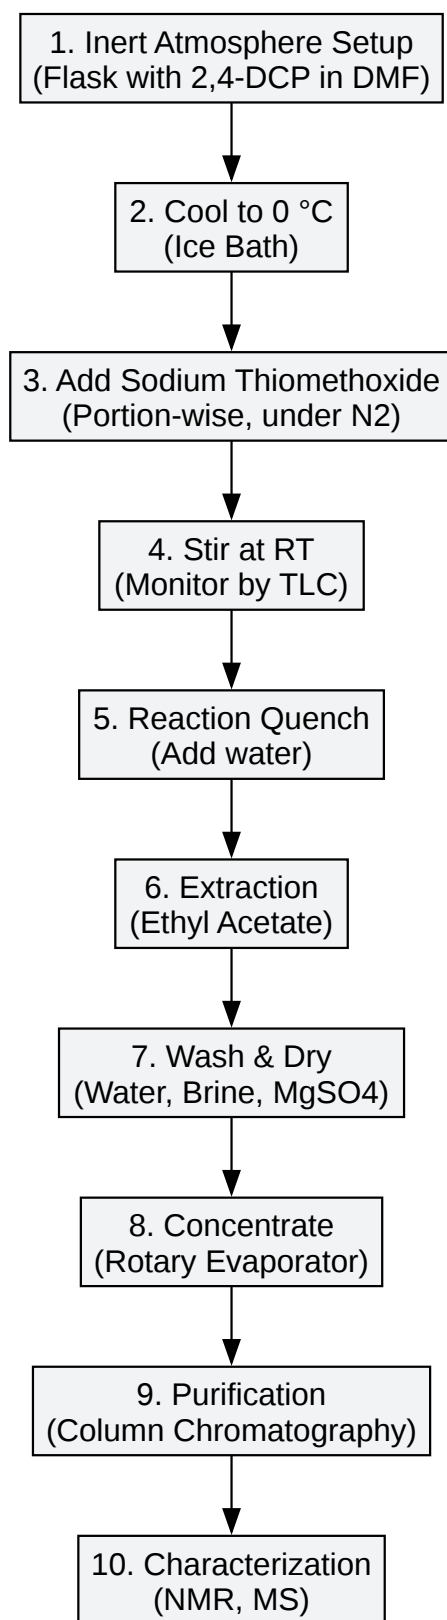 1. Inert Atmosphere Setup
(Flask with 2,4-DCP in DMF)
2. Cool to 0 °C
(Ice Bath)
3. Add Sodium Thiomethoxide
(Portion-wise, under N2)
4. Stir at RT
(Monitor by TLC)
5. Reaction Quench
(Add water)
6. Extraction
(Ethyl Acetate)
7. Wash & Dry
(Water, Brine, MgSO4)
8. Concentrate
(Rotary Evaporator)
9. Purification
(Column Chromatography)
10. Characterization
(NMR, MS)